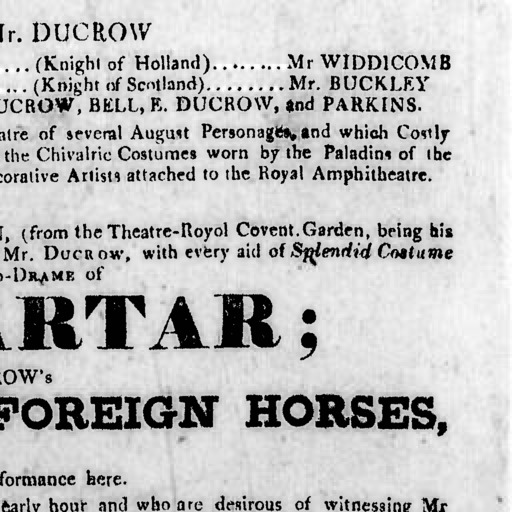 Mr. DUCROW
....(Knight of Holland)........Mr WIDDICOMB
... (Knight of Scotland)........Mr. BUCKLEY
UCROW, BELL, E. DUCROW, and PARKINS.
atre of several August Personages, and which Costly
the Chivalric Costumes worn by the Paladins of the
corative Artists attached to the Royal Amphitheatre.
, (from the Theatre-Royol Covent.Garden, being his
Mr. DUCROW, with every aid of Splendid Costume
o-DRAME of
ARTAR;
ROW's
FOREIGN HORSES,
formance here.
early hour and who are desirous of witnessing Mr